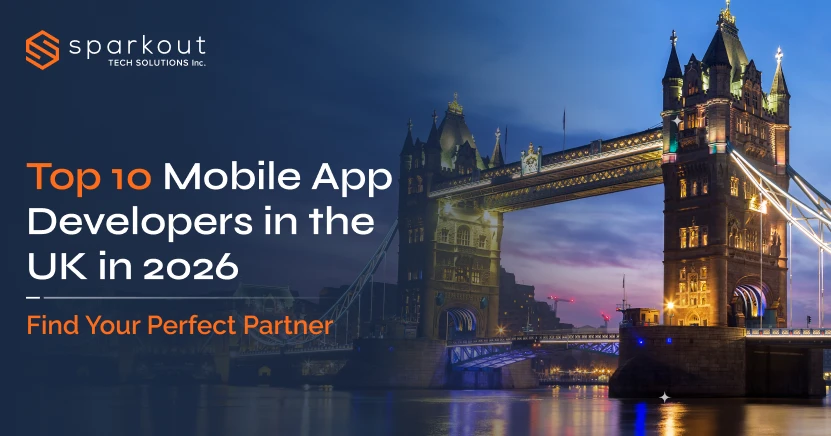 sparkout
TECH SOLUTIONS Inc.
Top 10 Mobile App
Developers in the
UK in 2026
Find Your Perfect Partner